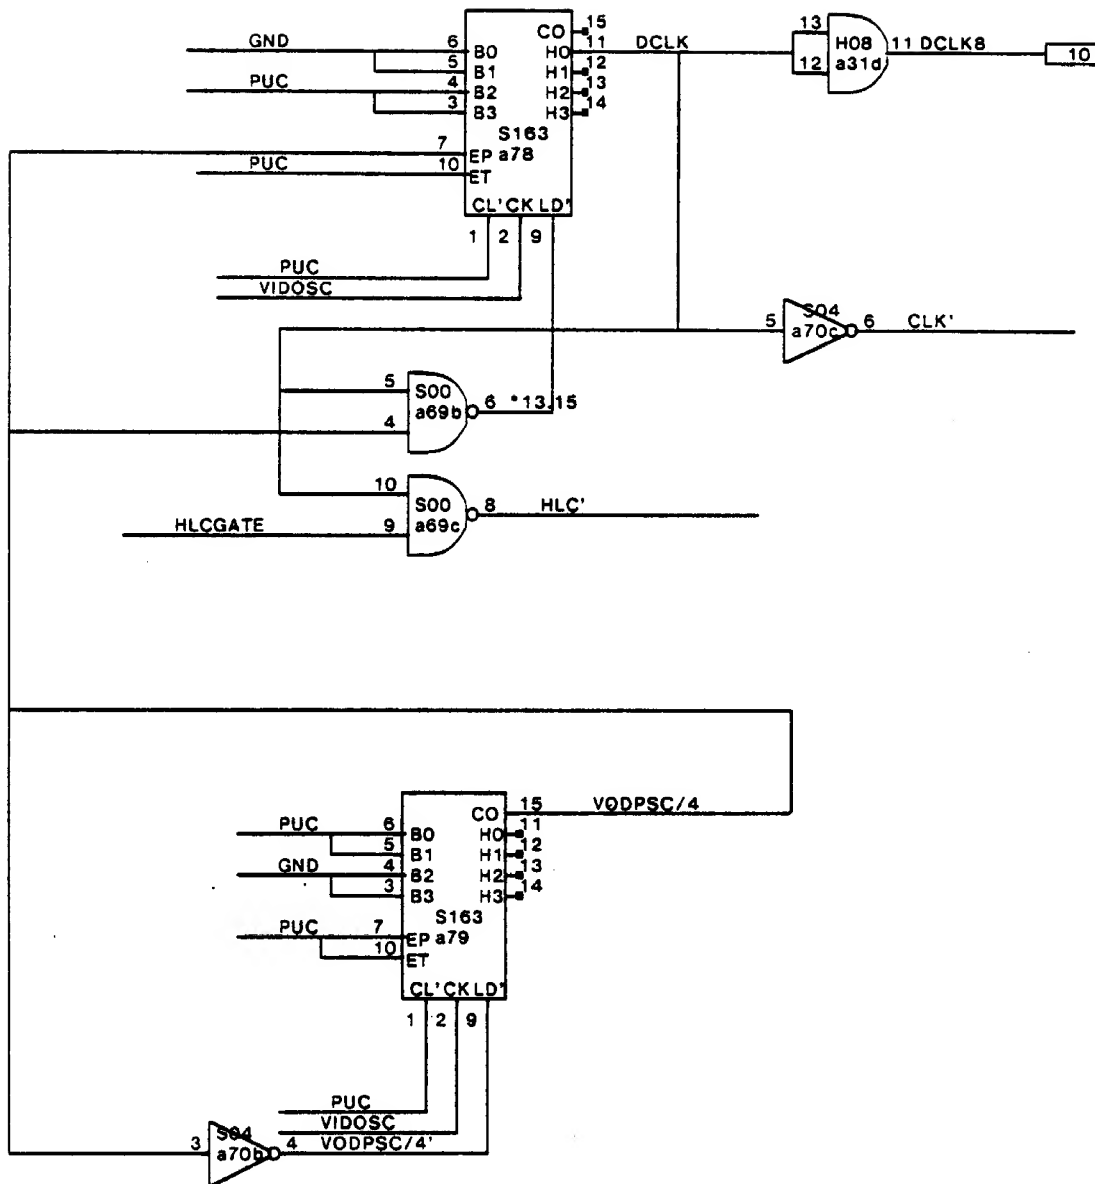 CO 15
GND 6 B0 H0 11 DCLK 13 H08 11 DCLK8 10
5 B1 H1 12 12 a31d
PUC 4 B2 H2 13
3 B3 H3 14
S163
7 EP a78
PUC 10 ET
CL' CK LD'
1 2 9
PUC
VIDOSC
S04
5 a70c 6 CLK'
5 S00
a69b 6 *13.15
4
10 S00
8 HLC'
HLCGATE 9 a69c
CO 15 VODPSC/4
PUC 6 B0 H0 11
5 B1 H1 12
GND 4 B2 H2 13
3 B3 H3 14
S163
PUC 7 EP a79
10 ET
CL' CK LD'
1 2 9
PUC
VIDOSC
S04
3 a70b 4 VODPSC/4'